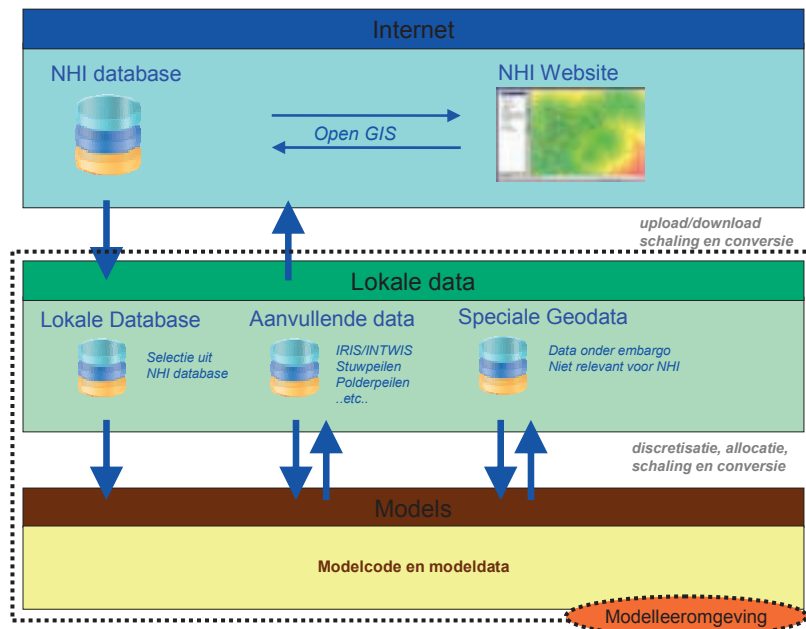 Internet
NHI database
NHI Website
Open GIS
upload/download
schaling en conversie
Lokale data
Lokale Database
Selectie uit
NHI database
Aanvullende data
IRIS/INTWIS
Stuwpeilen
Polderpeilen
..etc..
Speciale Geodata
Data onder embargo
Niet relevant voor NHI
discretisatie, allocatie,
schaling en conversie
Models
Modelcode en modeldata
Modelleeromgeving